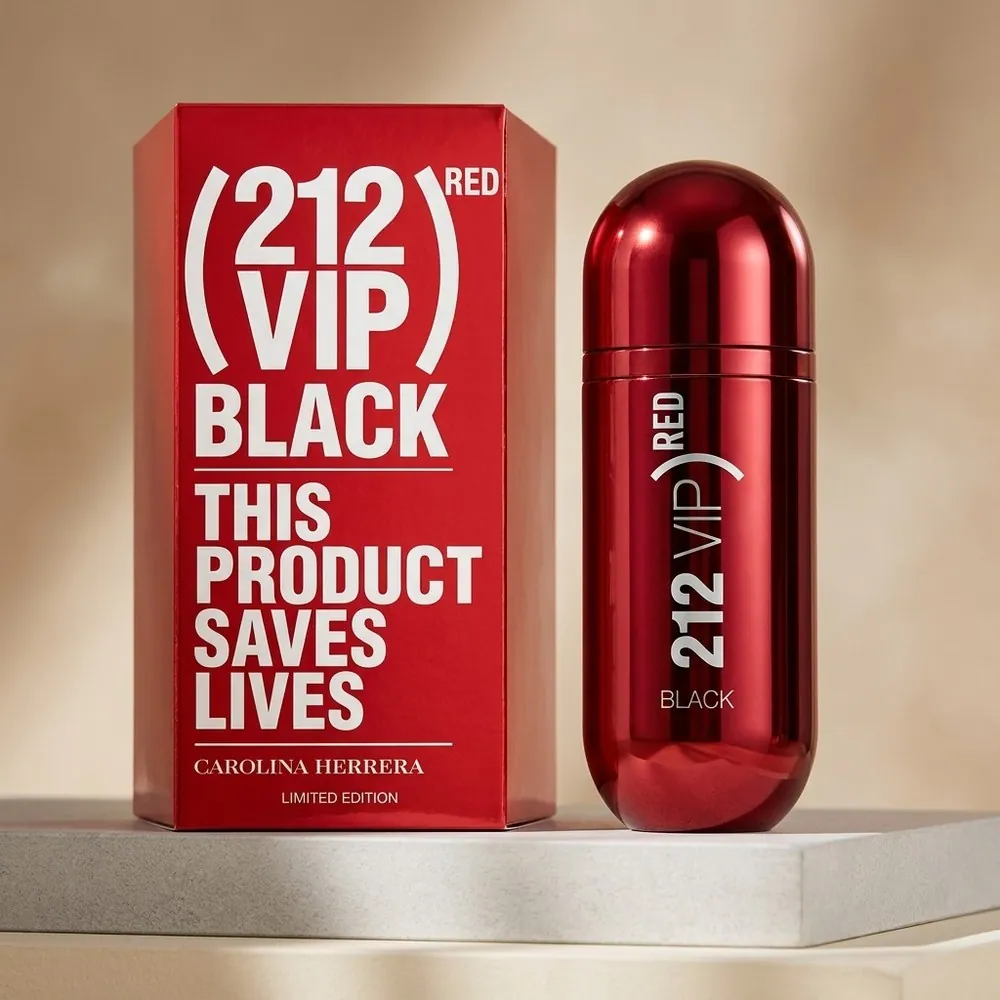 (212
VIP)RED
BLACK
THIS
PRODUCT
SAVES
LIVES
CAROLINA HERRERA
LIMITED EDITION
212 VIP)RED
BLACK